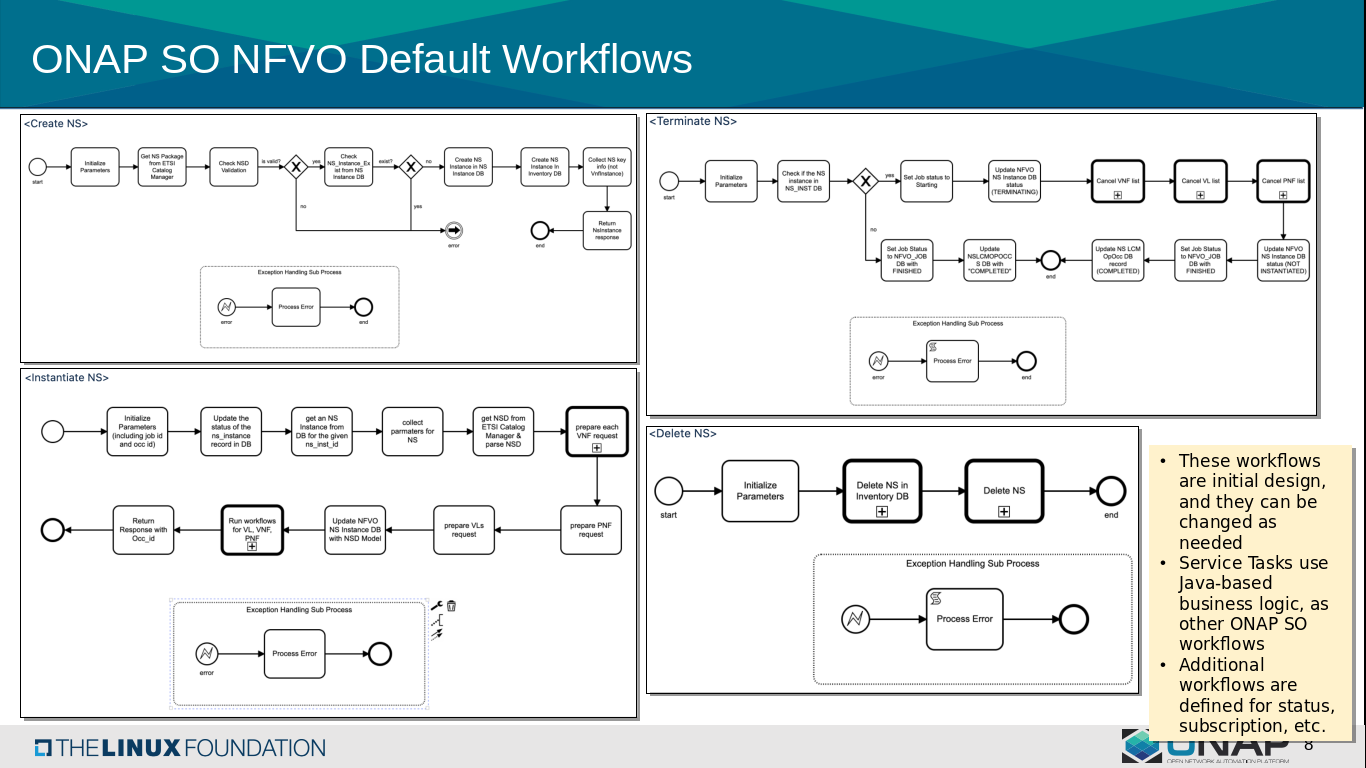 ONAP SO NFVO Default Workflows
<Create NS>
start
Initialize
Parameters
Get NS Package
from ETSI
Catalog
Manager
Check NSD
Validation
is valid?
X
yes
Check
NS_Instance_Ex
ist from NS
Instance DB
exist?
X
no
Create NS
Instance in NS
Instance DB
Create NS
Instance In
Inventory DB
Collect NS key
info (not
VnfInstance)
no
yes
error
end
Return
NsInstance
response
Exception Handling Sub Process
error
Process Error
end
<Terminate NS>
start
Initialize
Parameters
Check if the NS
instance in
NS_INST DB
X
yes
Set Job status to
Starting
Update NFVO
NS Instance DB
status
(TERMINATING)
Cancel VNF list
Cancel VL list
Cancel PNF list
no
Set Job Status
to NFVO_JOB
DB with
FINISHED
Update
NSLCMOPOCC
S DB with
"COMPLETED"
end
Update NS LCM
OpOcc DB
record
(COMPLETED)
Set Job Status
to NFVO_JOB
DB with
FINISHED
Update NFVO
NS Instance DB
status (NOT
INSTANTIATED)
Exception Handling Sub Process
error
Process Error
end
<Instantiate NS>
Initialize
Parameters
(including job id
and occ id)
Update the
status of the
ns_instance
record in DB
get an NS
Instance from
DB for the given
ns_inst_id
collect
parmaters for
NS
get NSD from
ETSI Catalog
Manager &
parse NSD
prepare each
VNF request
Return
Response with
Occ_id
Run workflows
for VL, VNF,
PNF
Update NFVO
NS Instance DB
with NSD Model
prepare VLs
request
prepare PNF
request
Exception Handling Sub Process
error
Process Error
<Delete NS>
start
Initialize
Parameters
Delete NS in
Inventory DB
Delete NS
end
Exception Handling Sub Process
Process Error
• These workflows
are initial design,
and they can be
changed as
needed
• Service Tasks use
Java-based
business logic, as
other ONAP SO
workflows
• Additional
workflows are
defined for status,
subscription, etc.
THE LINUX FOUNDATION
ONAP
OPEN NETWORK AUTOMATION PLATFORM
8